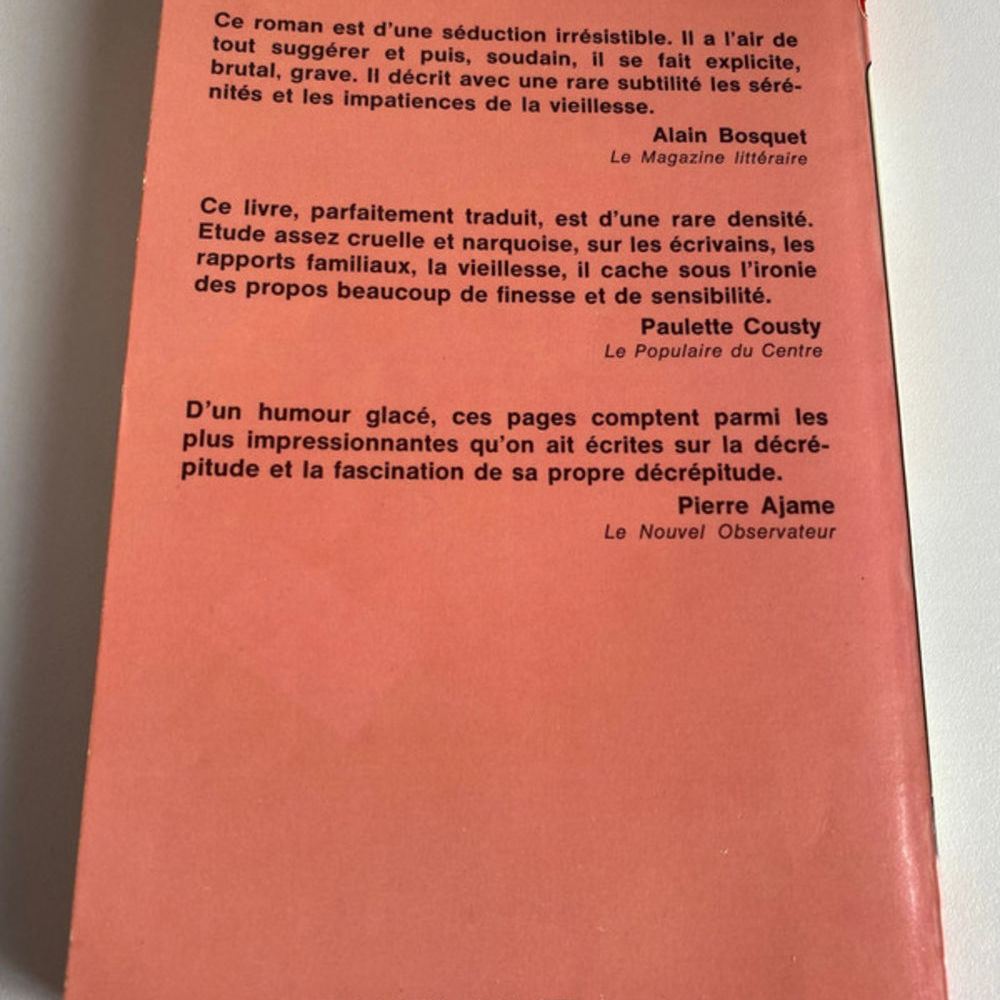 Ce roman est d'une séduction irrésistible. Il a l'air de
tout suggérer et puis, soudain, il se fait explicite,
brutal, grave. Il décrit avec une rare subtilité les séré-
nités et les impatiences de la vieillesse.
Alain Bosquet
Le Magazine littéraire
Ce livre, parfaitement traduit, est d'une rare densité.
Etude assez cruelle et narquoise, sur les écrivains, les
rapports familiaux, la vieillesse, il cache sous l'ironie
des propos beaucoup de finesse et de sensibilité.
Paulette Cousty
Le Populaire du Centre
D'un humour glacé, ces pages comptent parmi les
plus impressionnantes qu'on ait écrites sur la décré-
pitude et la fascination de sa propre décrépitude.
Pierre Ajame
Le Nouvel Observateur